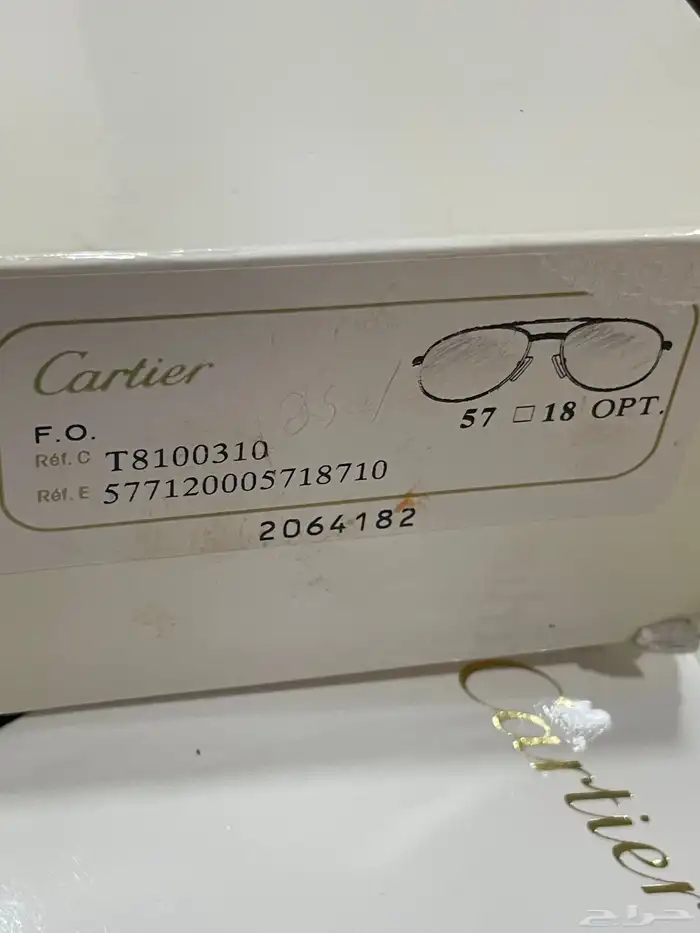 Cartier
57 □ 18 OPT.
F.O.
Réf. C T8100310
Réf. E 577120005718710
2064182
Cartier
حراج